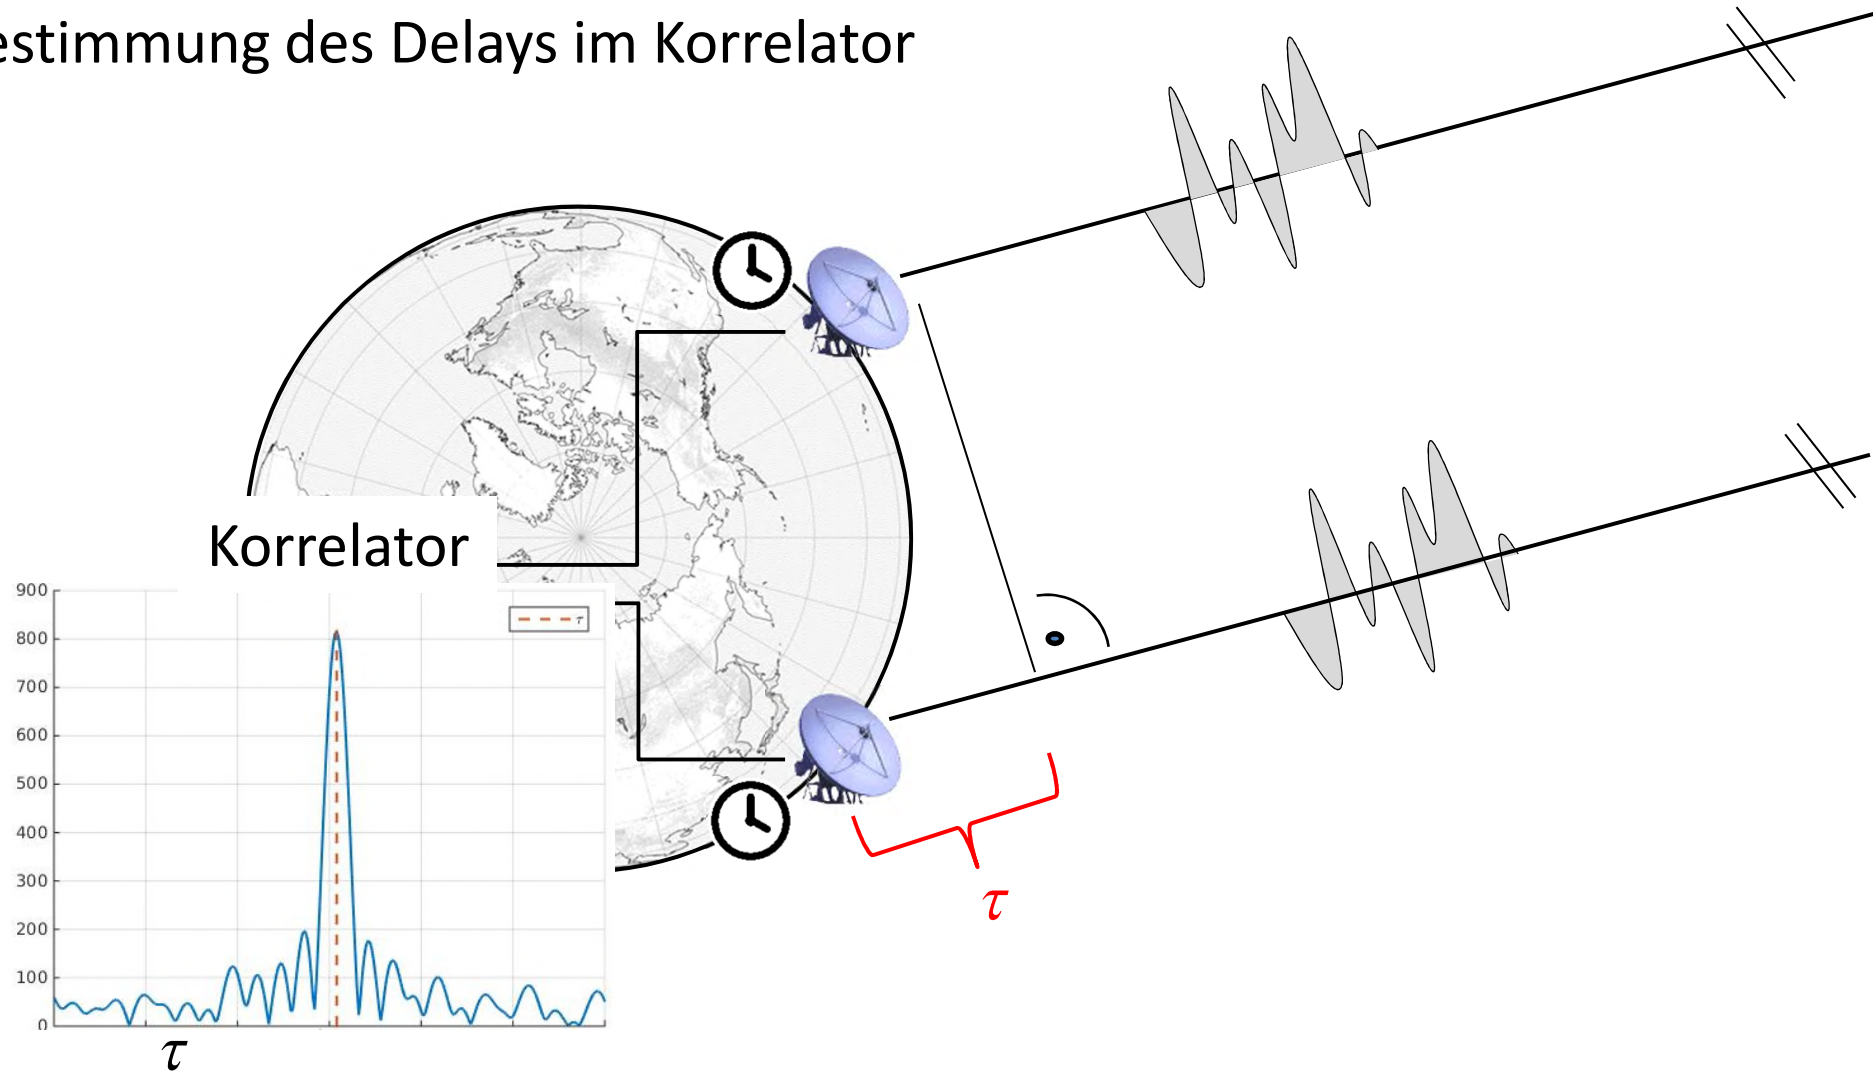 estimmung des Delays im Korrelator
Korrelator
900
800
700
600
500
400
300
200
100
0
τ
τ
τ